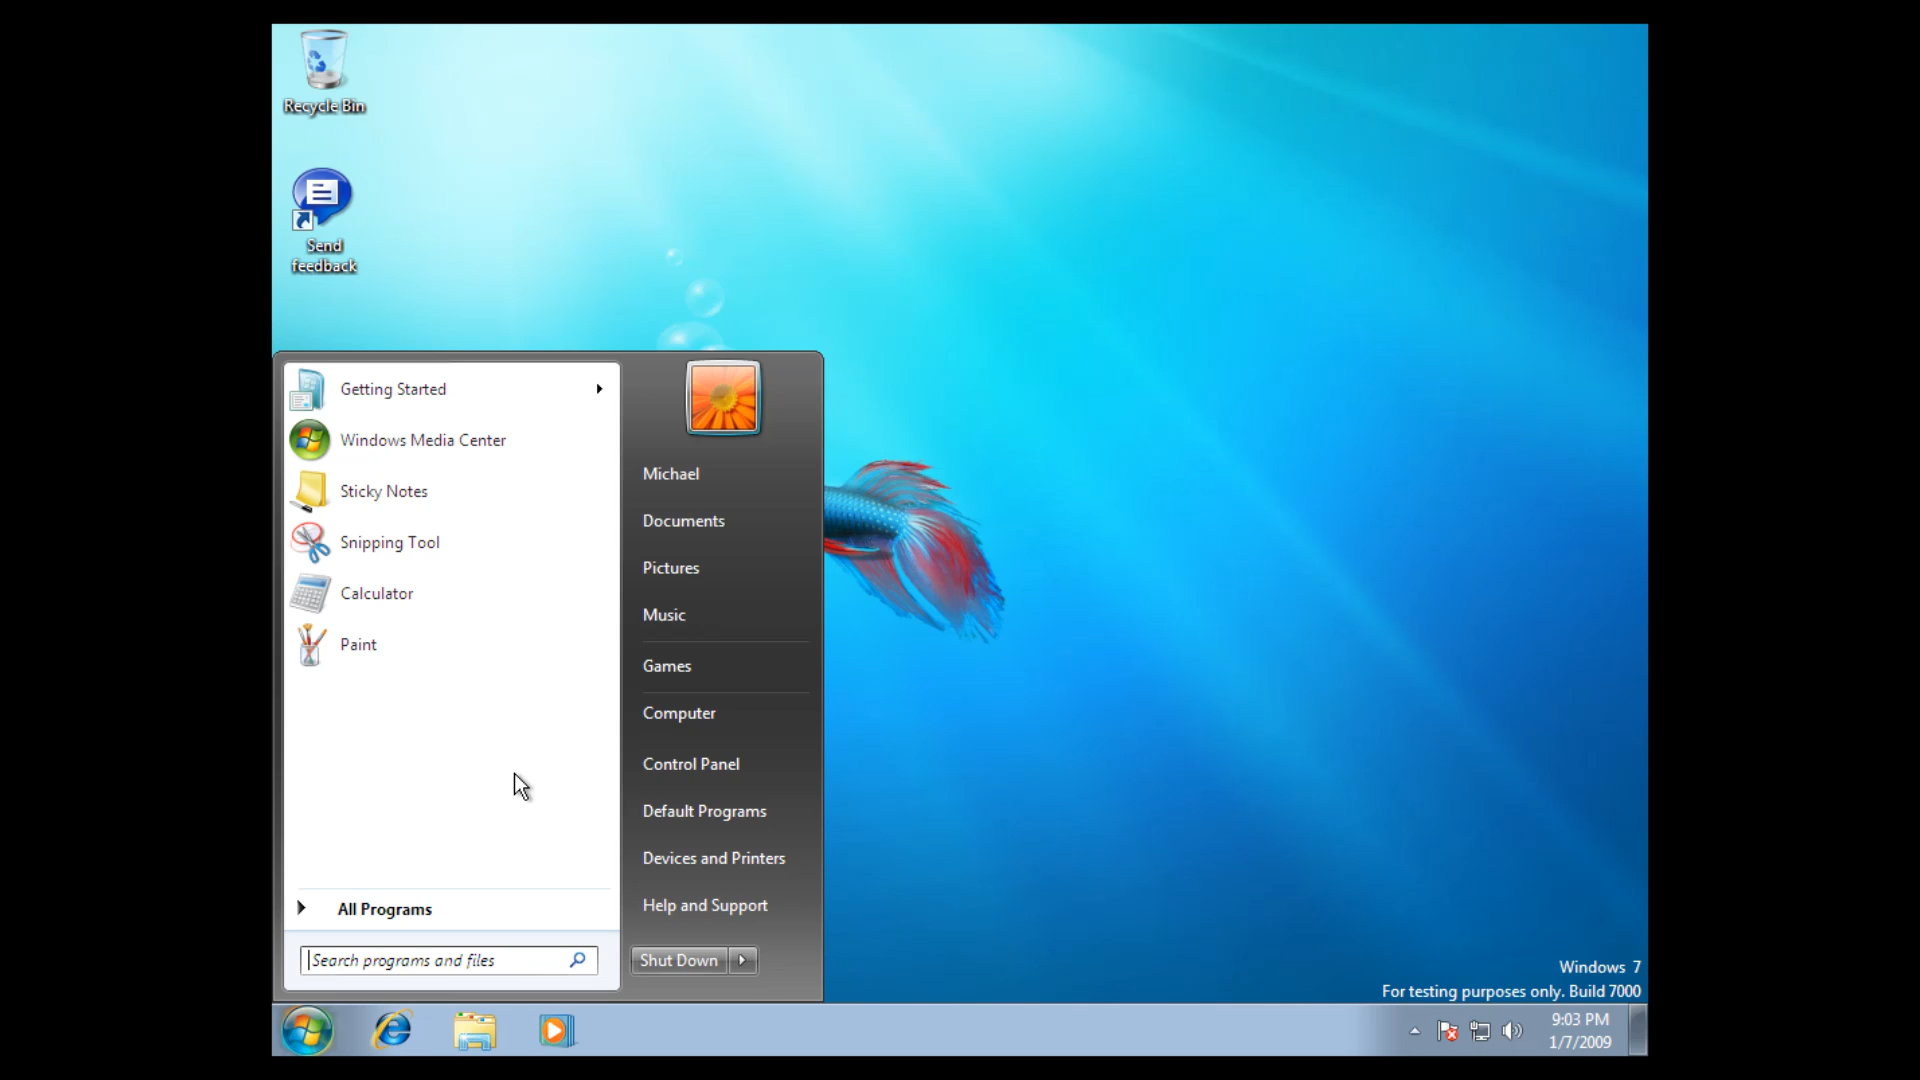 Recycle Bin
Send
feedback
Getting Started
Windows Media Center
Sticky Notes
Snipping Tool
Calculator
Paint
All Programs
Search programs and files
Michael
Documents
Pictures
Music
Games
Computer
Control Panel
Default Programs
Devices and Printers
Help and Support
Shut Down
Windows 7
For testing purposes only. Build 7000
9:03 PM
1/7/2009